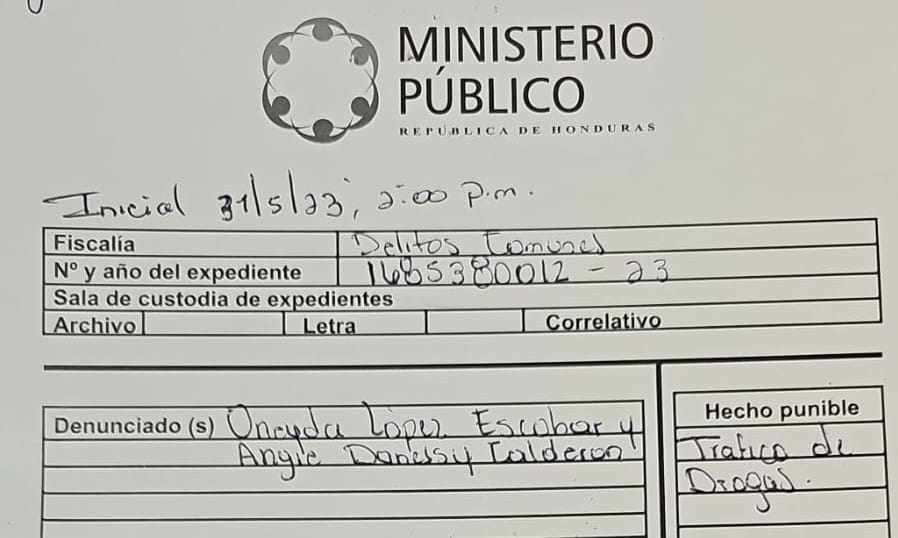 MINISTERIO
PÚBLICO
REPÚBLICA DE HONDURAS
Inicial 31/5/23, 2:00 p.m.
Fiscalía Delitos Comunes
Nº y año del expediente 1685380012-23
Sala de custodia de expedientes
Archivo Letra Correlativo
Denunciado (s) Oneyda López Escobar y
Angie Danessy Calderon
Hecho punible
Trafico de
Drogas.